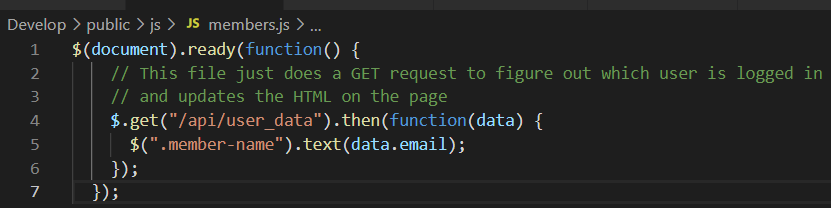 Develop > public > js > JS members.js > ...
1 $(document).ready(function() {
2 // This file just does a GET request to figure out which user is logged in
3 // and updates the HTML on the page
4 $.get("/api/user_data").then(function(data) {
5 $(".member-name").text(data.email);
6 });
7 });